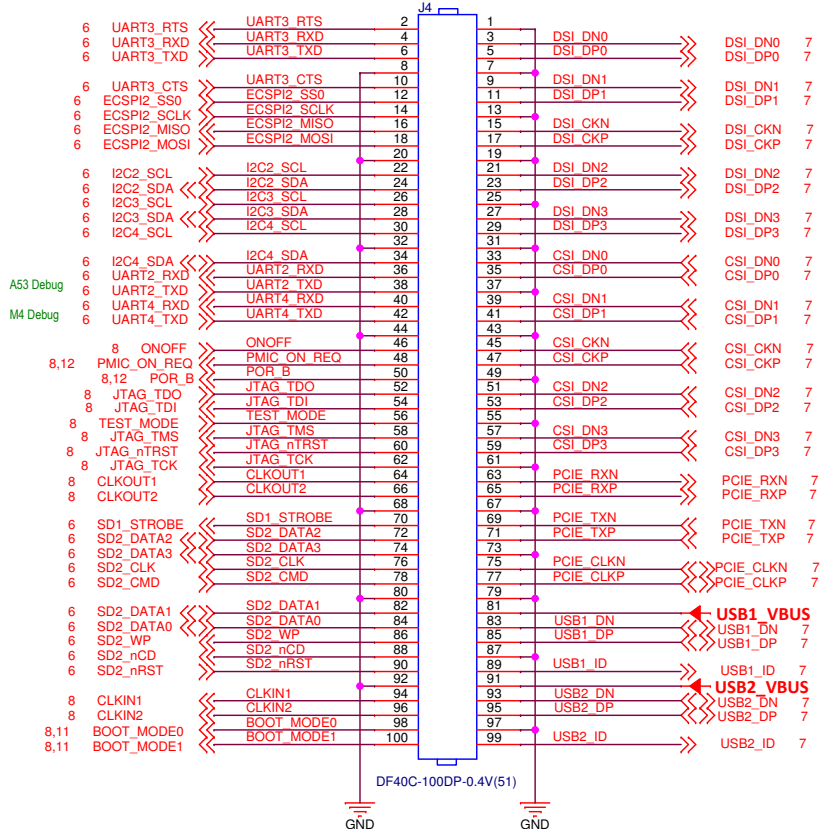 J4
6 UART3_RTS UART3_RTS 2 1
6 UART3_RXD UART3_RXD 4 3 DSI_DN0 DSI_DN0 7
6 UART3_TXD UART3_TXD 6 5 DSI_DP0 DSI_DP0 7
8 7
6 UART3_CTS UART3_CTS 10 9 DSI_DN1 DSI_DN1 7
6 ECSPI2_SS0 ECSPI2_SS0 12 11 DSI_DP1 DSI_DP1 7
6 ECSPI2_SCLK ECSPI2_SCLK 14 13
6 ECSPI2_MISO ECSPI2_MISO 16 15 DSI_CKN DSI_CKN 7
6 ECSPI2_MOSI ECSPI2_MOSI 18 17 DSI_CKP DSI_CKP 7
20 19
6 I2C2_SCL I2C2_SCL 22 21 DSI_DN2 DSI_DN2 7
6 I2C2_SDA I2C2_SDA 24 23 DSI_DP2 DSI_DP2 7
6 I2C3_SCL I2C3_SCL 26 25
6 I2C3_SDA I2C3_SDA 28 27 DSI_DN3 DSI_DN3 7
6 I2C4_SCL I2C4_SCL 30 29 DSI_DP3 DSI_DP3 7
32 31
6 I2C4_SDA I2C4_SDA 34 33 CSI_DN0 CSI_DN0 7
6 UART2_RXD UART2_RXD 36 35 CSI_DP0 CSI_DP0 7
A53 Debug
6 UART2_TXD UART2_TXD 38 37
6 UART4_RXD UART4_RXD 40 39 CSI_DN1 CSI_DN1 7
M4 Debug
6 UART4_TXD UART4_TXD 42 41 CSI_DP1 CSI_DP1 7
44 43
8 ONOFF ONOFF 46 45 CSI_CKN CSI_CKN 7
8,12 PMIC_ON_REQ PMIC_ON_REQ 48 47 CSI_CKP CSI_CKP 7
8,12 POR_B POR_B 50 49
8 JTAG_TDO JTAG_TDO 52 51 CSI_DN2 CSI_DN2 7
8 JTAG_TDI JTAG_TDI 54 53 CSI_DP2 CSI_DP2 7
8 TEST_MODE TEST_MODE 56 55
8 JTAG_TMS JTAG_TMS 58 57 CSI_DN3 CSI_DN3 7
8 JTAG_nTRST JTAG_nTRST 60 59 CSI_DP3 CSI_DP3 7
8 JTAG_TCK JTAG_TCK 62 61
8 CLKOUT1 CLKOUT1 64 63 PCIE_RXN PCIE_RXN 7
8 CLKOUT2 CLKOUT2 66 65 PCIE_RXP PCIE_RXP 7
68 67
6 SD1_STROBE SD1_STROBE 70 69 PCIE_TXN PCIE_TXN 7
6 SD2_DATA2 SD2_DATA2 72 71 PCIE_TXP PCIE_TXP 7
6 SD2_DATA3 SD2_DATA3 74 73
6 SD2_CLK SD2_CLK 76 75 PCIE_CLKN PCIE_CLKN 7
6 SD2_CMD SD2_CMD 78 77 PCIE_CLKP PCIE_CLKP 7
80 79
6 SD2_DATA1 SD2_DATA1 82 81 USB1_VBUS
6 SD2_DATA0 SD2_DATA0 84 83 USB1_DN USB1_DN 7
6 SD2_WP SD2_WP 86 85 USB1_DP USB1_DP 7
6 SD2_nCD SD2_nCD 88 87
6 SD2_nRST SD2_nRST 90 89 USB1_ID USB1_ID 7
92 91 USB2_VBUS
8 CLKIN1 CLKIN1 94 93 USB2_DN USB2_DN 7
8 CLKIN2 CLKIN2 96 95 USB2_DP USB2_DP 7
8,11 BOOT_MODE0 BOOT_MODE0 98 97
8,11 BOOT_MODE1 BOOT_MODE1 100 99 USB2_ID USB2_ID 7
DF40C-100DP-0.4V(51)
GND GND